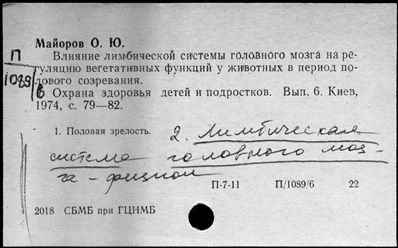 Майоров О. Ю.
Влияние лимбической системы головного мозга на ре-
гуляцию вегетативных функций у животных в период по-
лового созревания.
П
1089
6
Охрана здоровья детей и подростков. Вып. 6. Киев,
1974, с. 79—82.
1. Половая зрелость. 2. Лимбическая
система головного моз-
га - физиол
П-7-11 П/1089/6 22
2018 СБМБ при ГЦНМБ